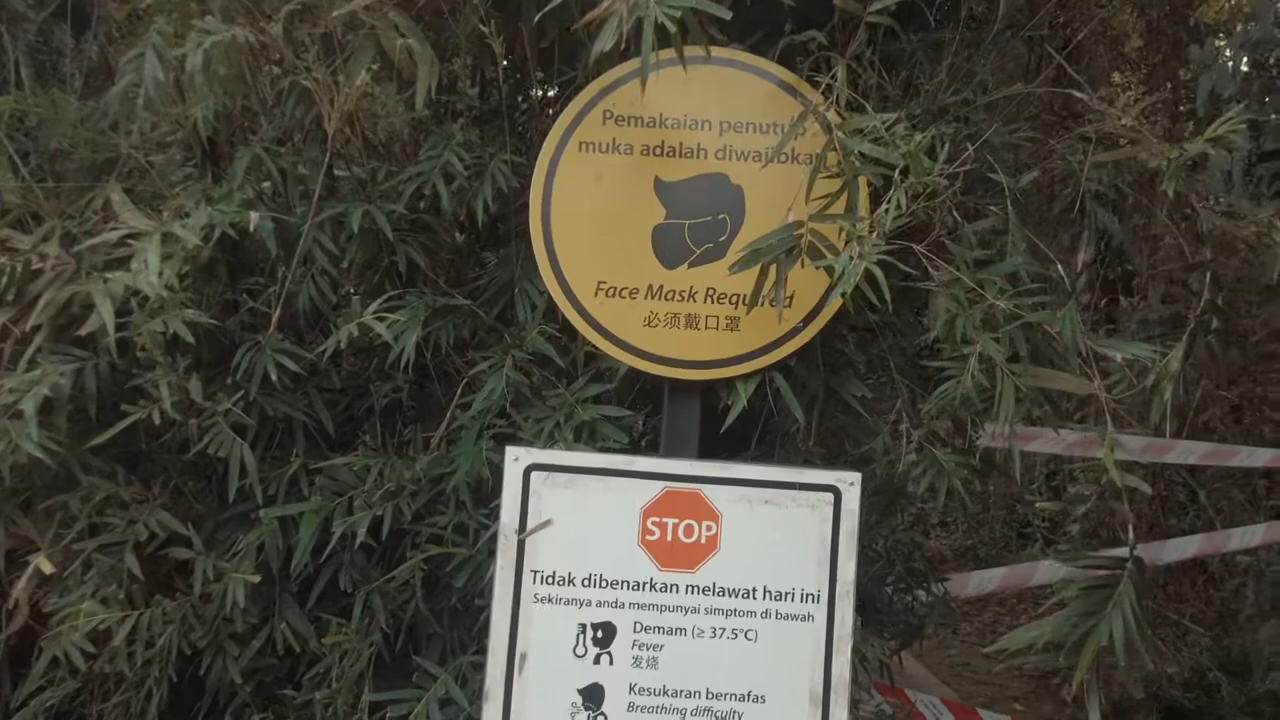 Pemakaian penutup
muka adalah diwajibkan
Face Mask Required
必须戴口罩
STOP
Tidak dibenarkan melawat hari ini
Sekiranya anda mempunyai simptom di bawah
Demam (≥ 37.5°C)
Fever
发烧
Kesukaran bernafas
Breathing difficulty